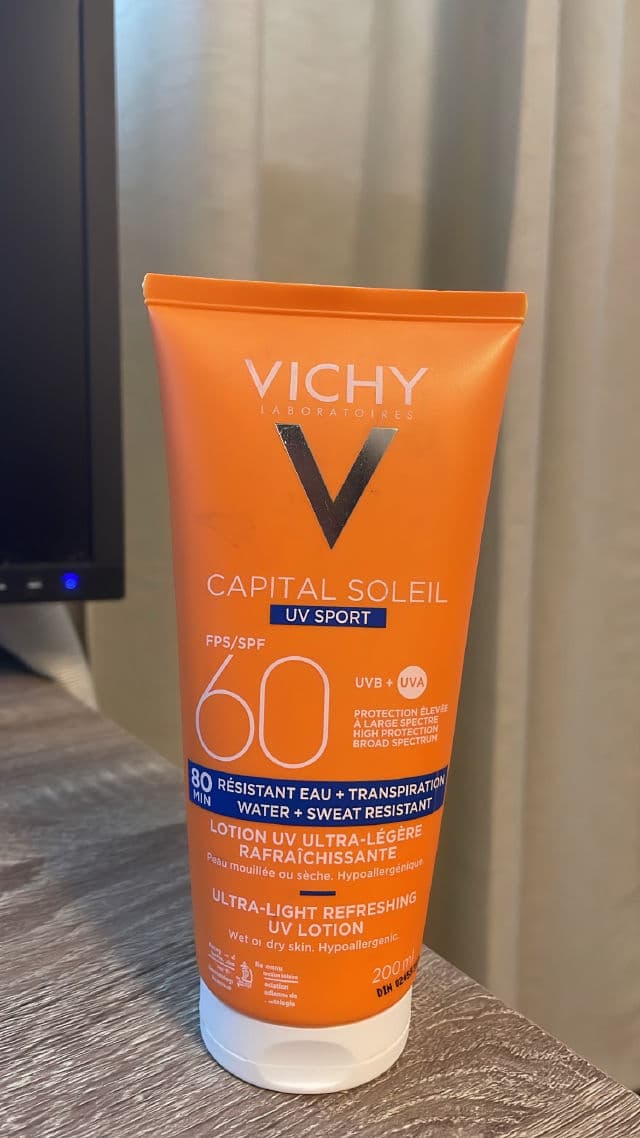 VICHY
LABORATOIRES
CAPITAL SOLEIL
UV SPORT
FPS/SPF
60
UVB + UVA
PROTECTION ÉLEVÉE
À LARGE SPECTRE
HIGH PROTECTION
BROAD SPECTRUM
80 MIN
RÉSISTANT EAU + TRANSPIRATION
WATER + SWEAT RESISTANT
LOTION UV ULTRA-LÉGÈRE
RAFRAÎCHISSANTE
Peau mouillée ou sèche. Hypoallergénique.
ULTRA-LIGHT REFRESHING
UV LOTION
Wet or dry skin. Hypoallergenic.
200 ml
DIN